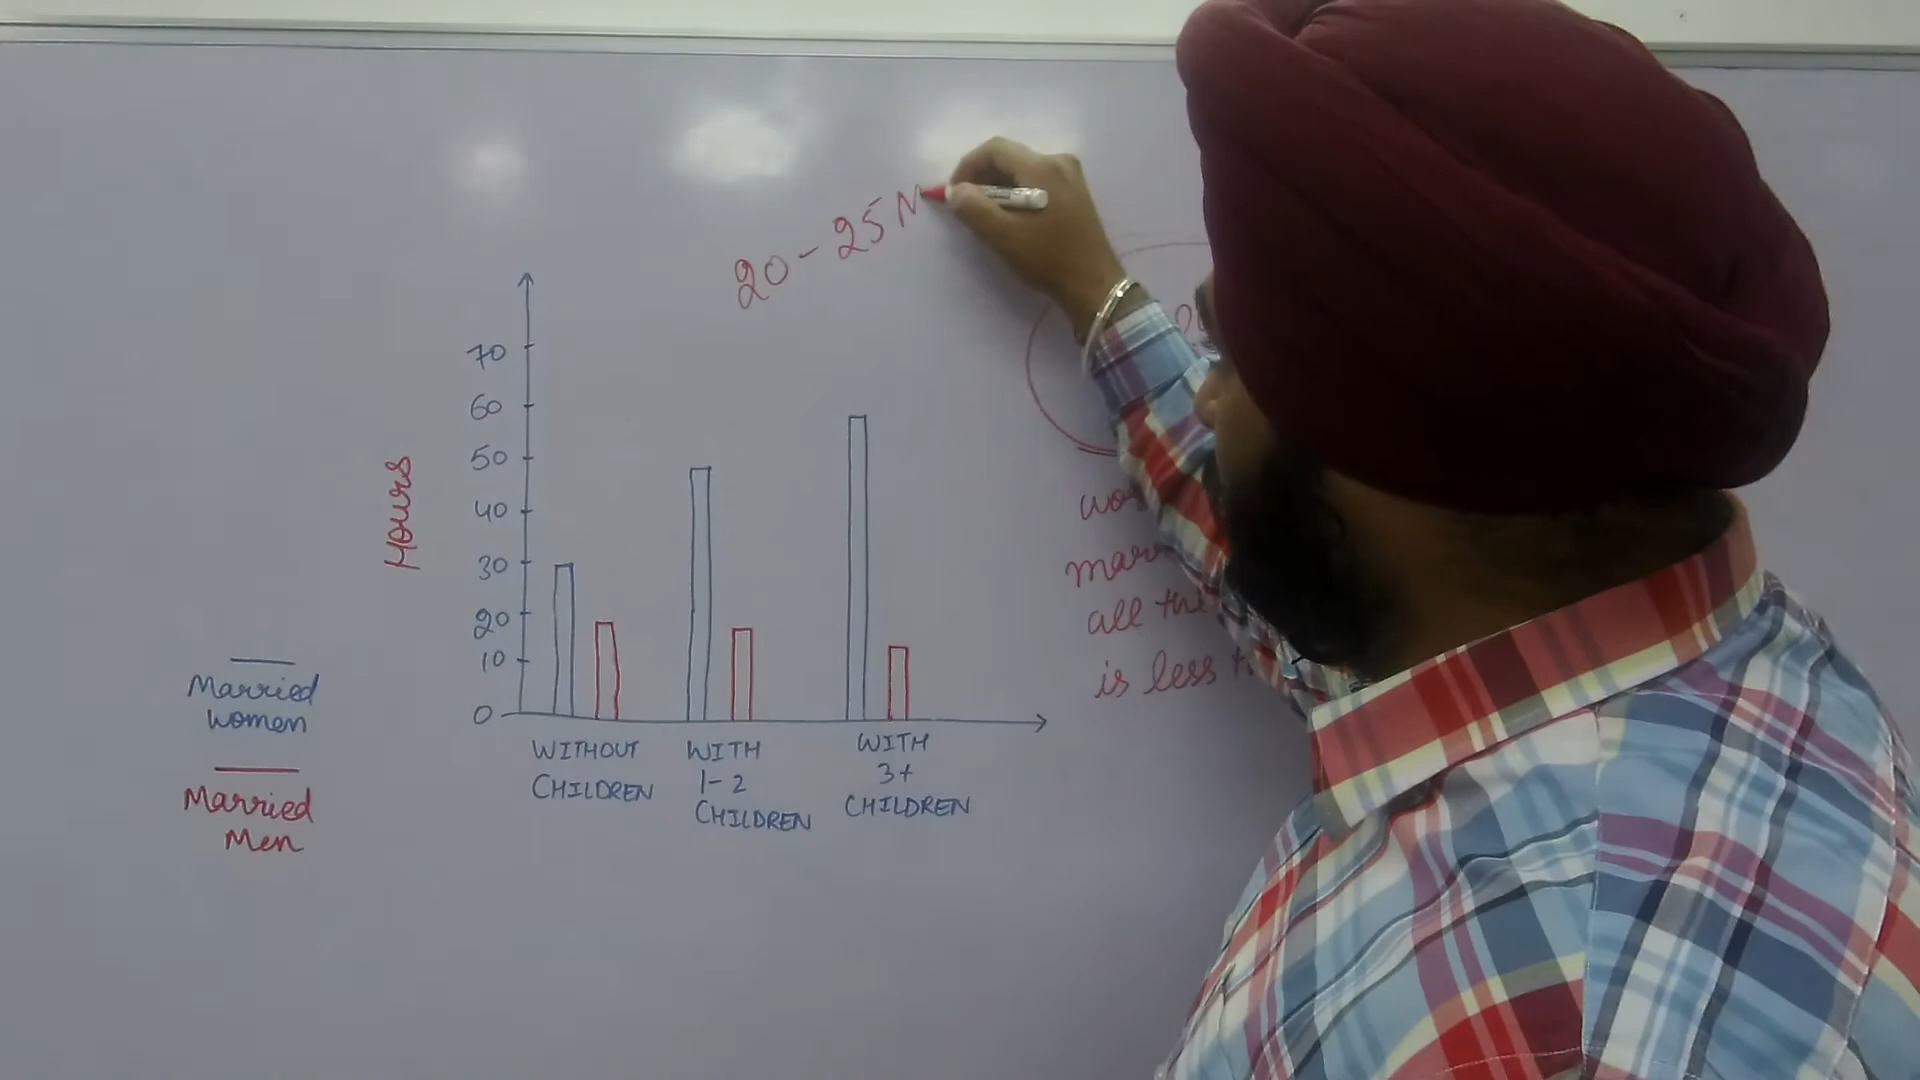 20-25 M
70
60
50
40
30
20
10
0
Hours
Married
women
Married
Men
WITHOUT
CHILDREN
WITH
1-2
CHILDREN
WITH
3+
CHILDREN
all the
is less